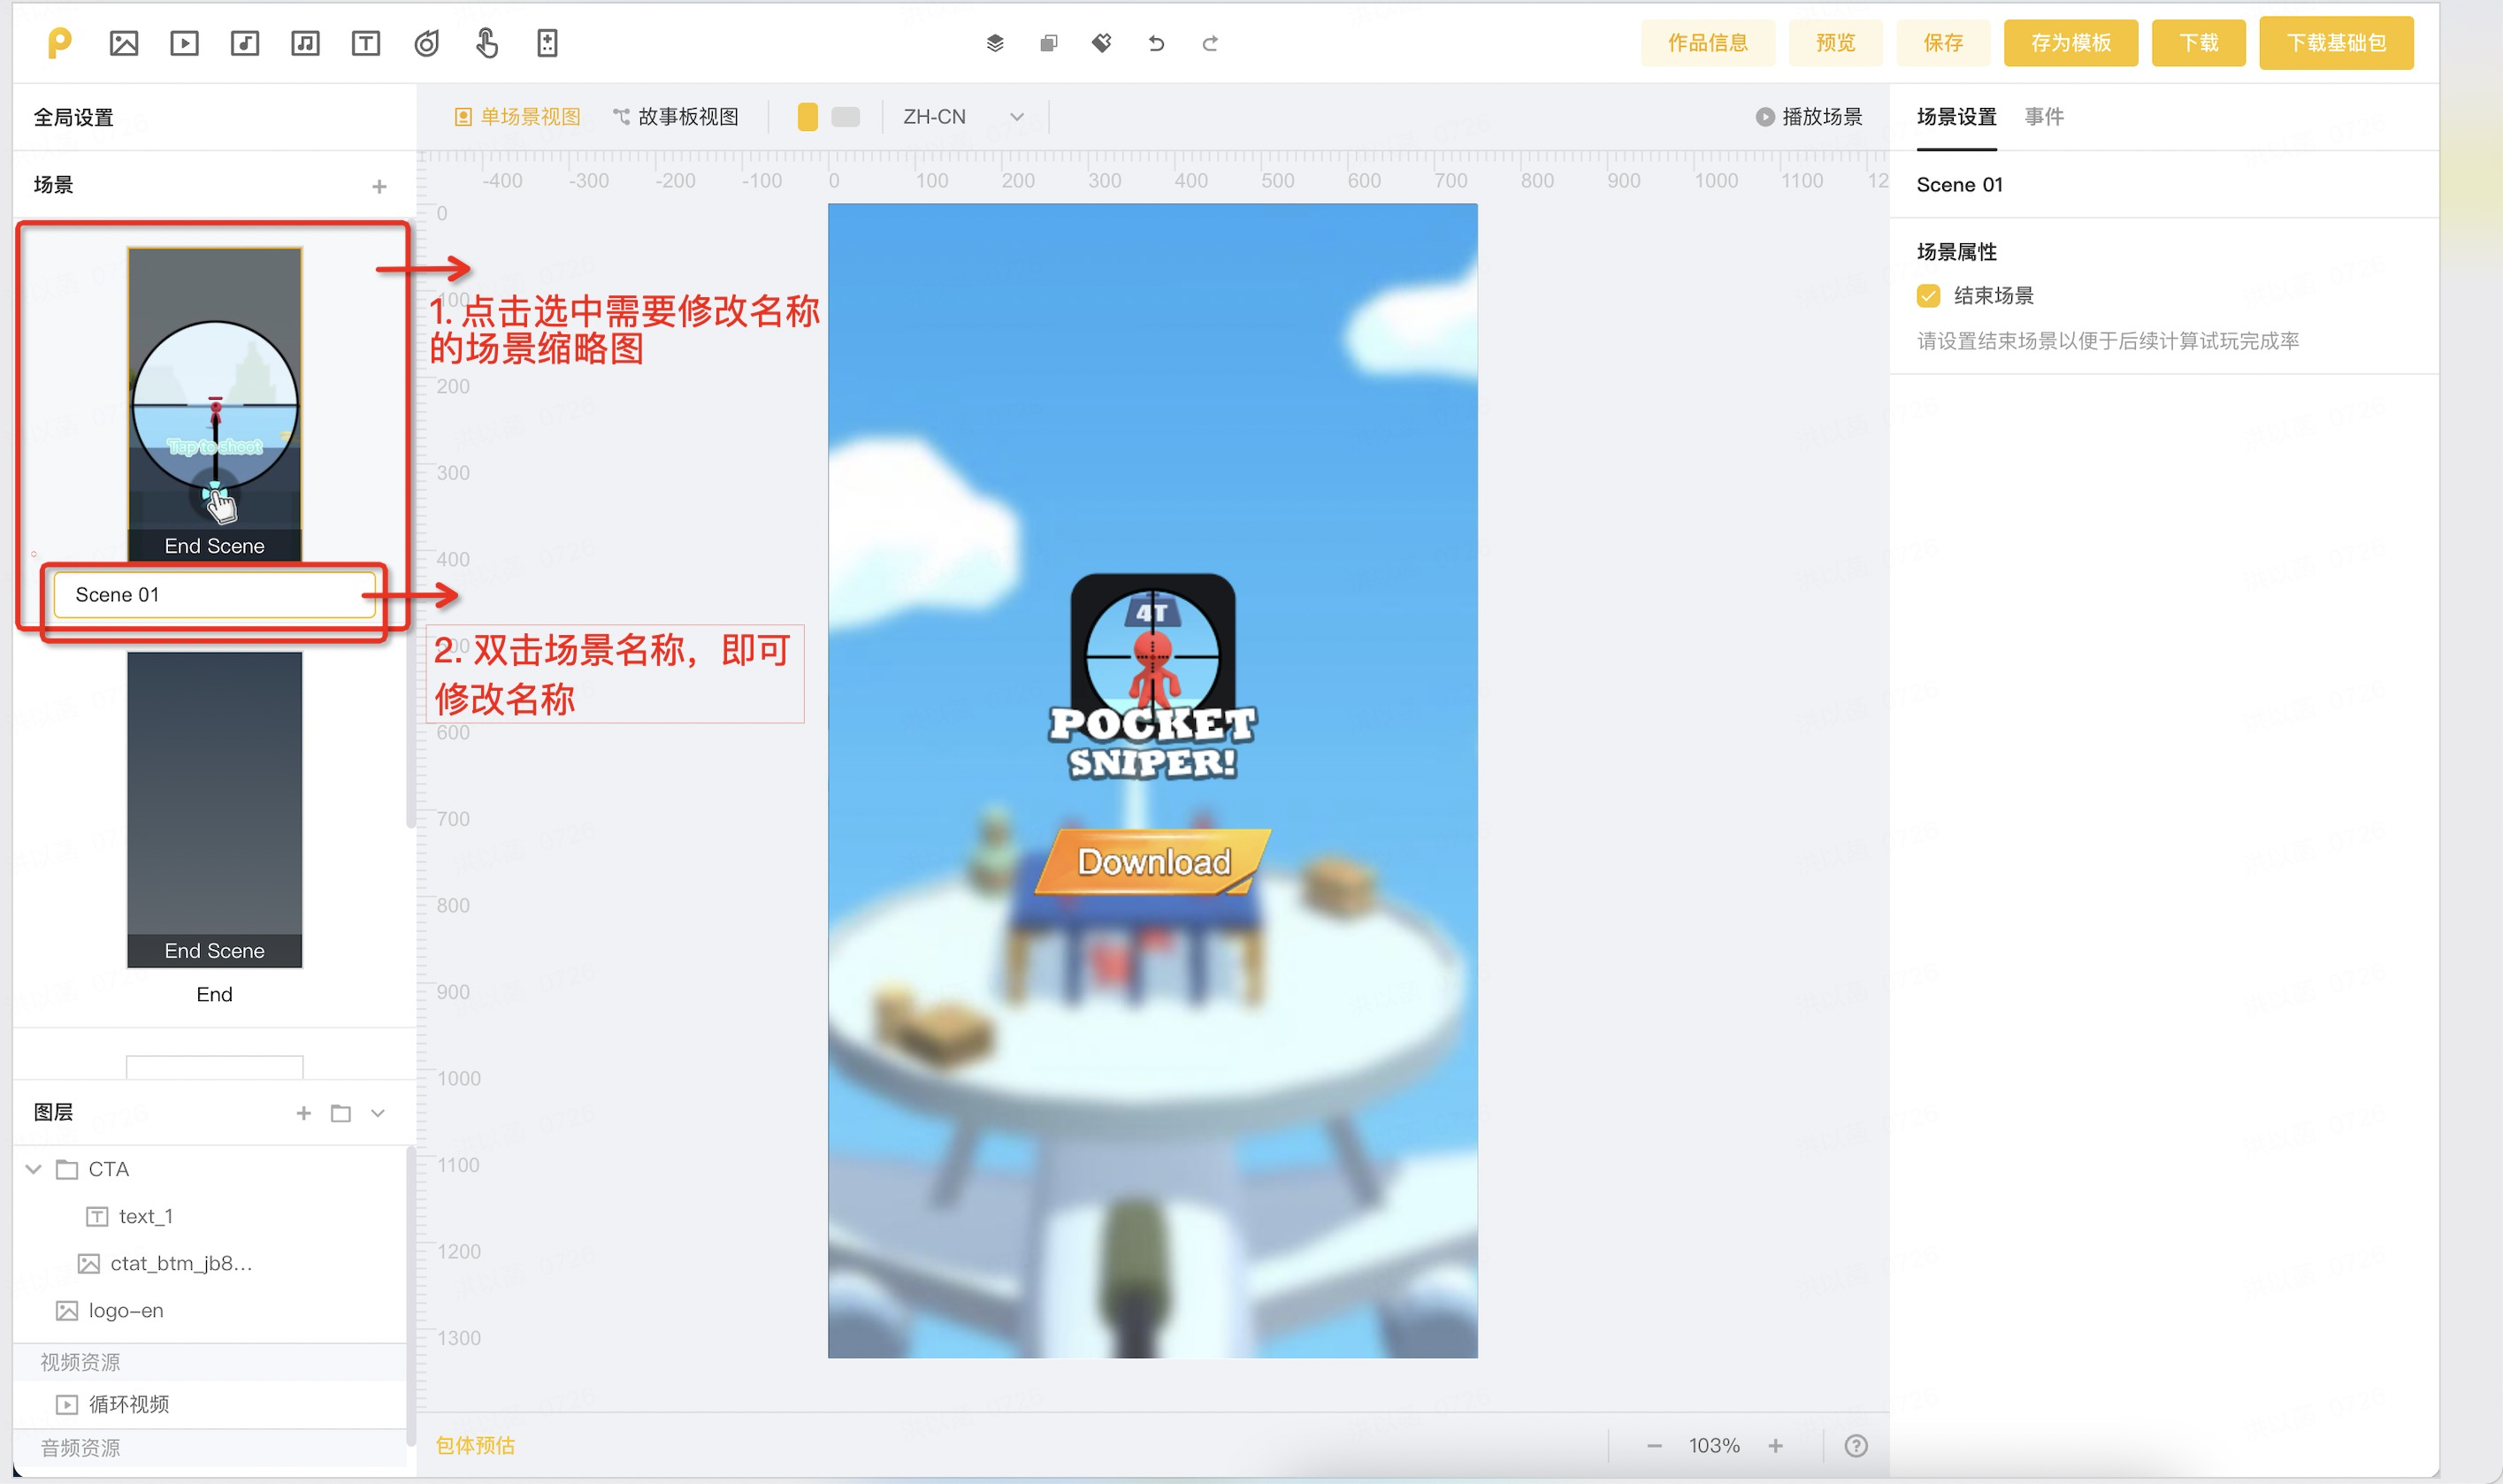 作品信息
预览
保存
存为模板
下载
下载基础包
全局设置
单场景视图
故事板视图
ZH-CN
播放场景
场景设置
事件
场景
-400 -300 -200 -100 0 100 200 300 400 500 600 700 800 900 1000 1100 12
Scene 01
场景属性
结束场景
请设置结束场景以便于后续计算试玩完成率
0
100
200
300
400
500
600
700
800
900
1000
1100
1200
1300
Tap to shoot
End Scene
Scene 01
1. 点击选中需要修改名称
的场景缩略图
2. 双击场景名称，即可
修改名称
End Scene
End
4T
POCKET
SNIPER!
Download
图层
CTA
text_1
ctat_btm_jb8...
logo-en
视频资源
循环视频
音频资源
包体预估
103%